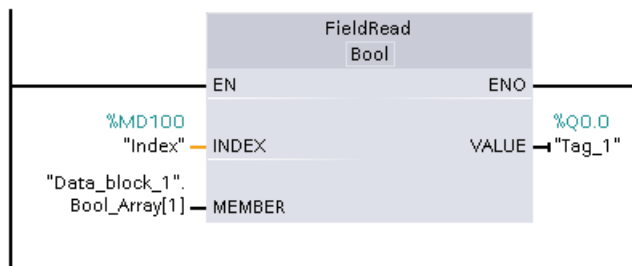 FieldRead
Bool
EN ENO
%MD100 %Q0.0
"Index" INDEX VALUE "Tag_1"
"Data_block_1".
Bool_Array[1] MEMBER